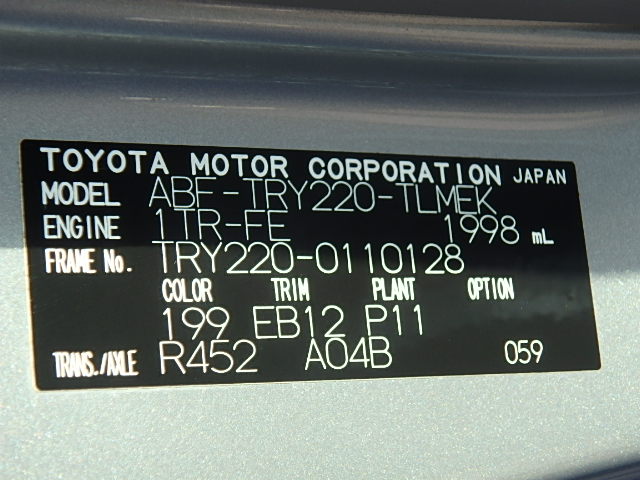 TOYOTA MOTOR CORPORATION JAPAN
MODEL ABF-TRY220-TLMEK
ENGINE 1TR-FE 1998 mL
FRAME No. TRY220-0110128
COLOR TRIM PLANT OPTION
199 EB12 P11
TRANS./AXLE R452 A04B 059